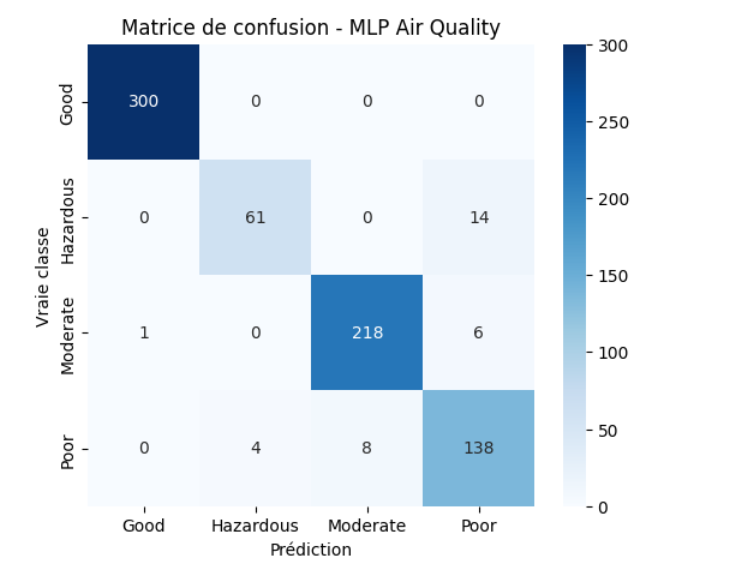 Matrice de confusion - MLP Air Quality
Vraie classe
Good
300 0 0 0
Hazardous
0 61 0 14
Moderate
1 0 218 6
Poor
0 4 8 138
Good Hazardous Moderate Poor
Prédiction
300
250
200
150
100
50
0